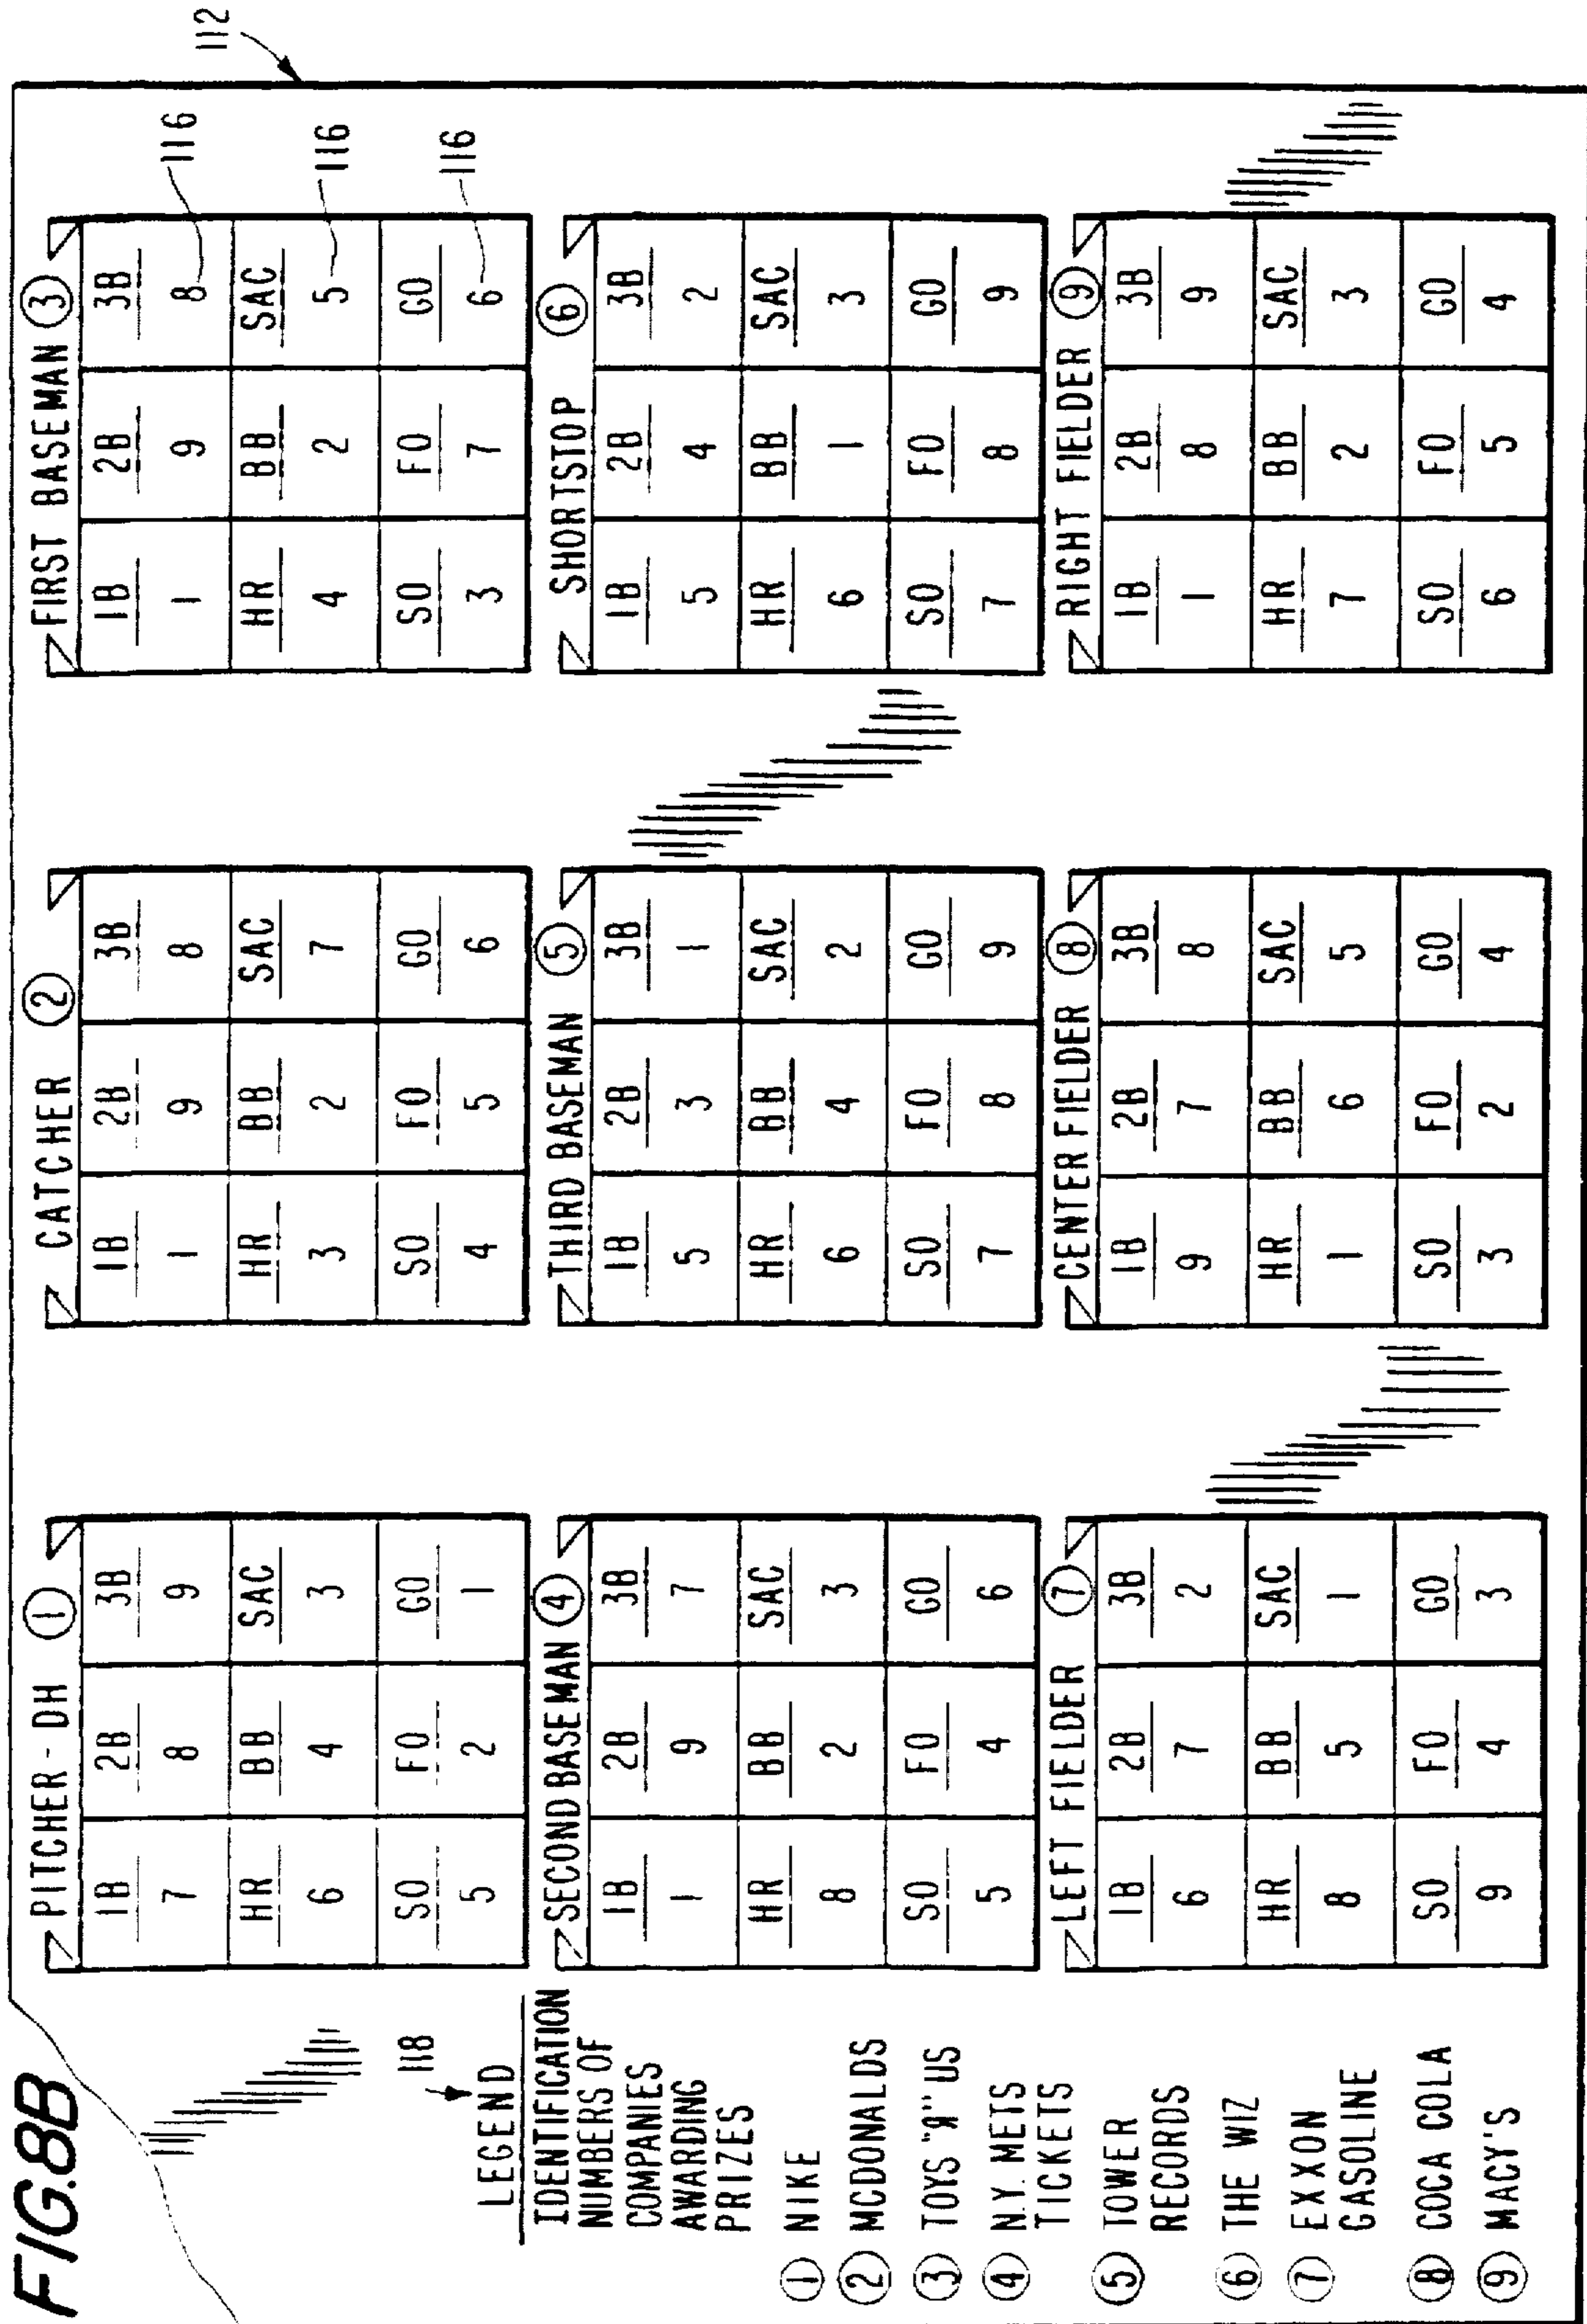 FIG.8B
112
118
LEGEND
IDENTIFICATION
NUMBERS OF
COMPANIES
AWARDING
PRIZES
1 NIKE
2 MCDONALDS
3 TOYS "Я" US
4 N.Y. METS
TICKETS
5 TOWER
RECORDS
6 THE WIZ
7 EXXON
GASOLINE
8 COCA COLA
9 MACY'S
PITCHER - DH 1
1B 2B 3B
7 8 9
HR BB SAC
6 4 3
SO FO GO
5 2 1
CATCHER 2
1B 2B 3B
1 9 8
HR BB SAC
3 2 7
SO FO GO
4 5 6
FIRST BASEMAN 3
1B 2B 3B
1 9 8 116
HR BB SAC
4 2 5 116
SO FO GO
3 7 6 116
SECOND BASEMAN 4
1B 2B 3B
1 9 7
HR BB SAC
8 2 3
SO FO GO
5 4 6
THIRD BASEMAN 5
1B 2B 3B
5 3 1
HR BB SAC
6 4 2
SO FO GO
7 8 9
SHORTSTOP 6
1B 2B 3B
5 4 2
HR BB SAC
6 1 3
SO FO GO
7 8 9
LEFT FIELDER 7
1B 2B 3B
6 7 2
HR BB SAC
8 5 1
SO FO GO
9 4 3
CENTER FIELDER 8
1B 2B 3B
9 7 8
HR BB SAC
1 6 5
SO FO GO
3 2 4
RIGHT FIELDER 9
1B 2B 3B
1 8 9
HR BB SAC
7 2 3
SO FO GO
6 5 4